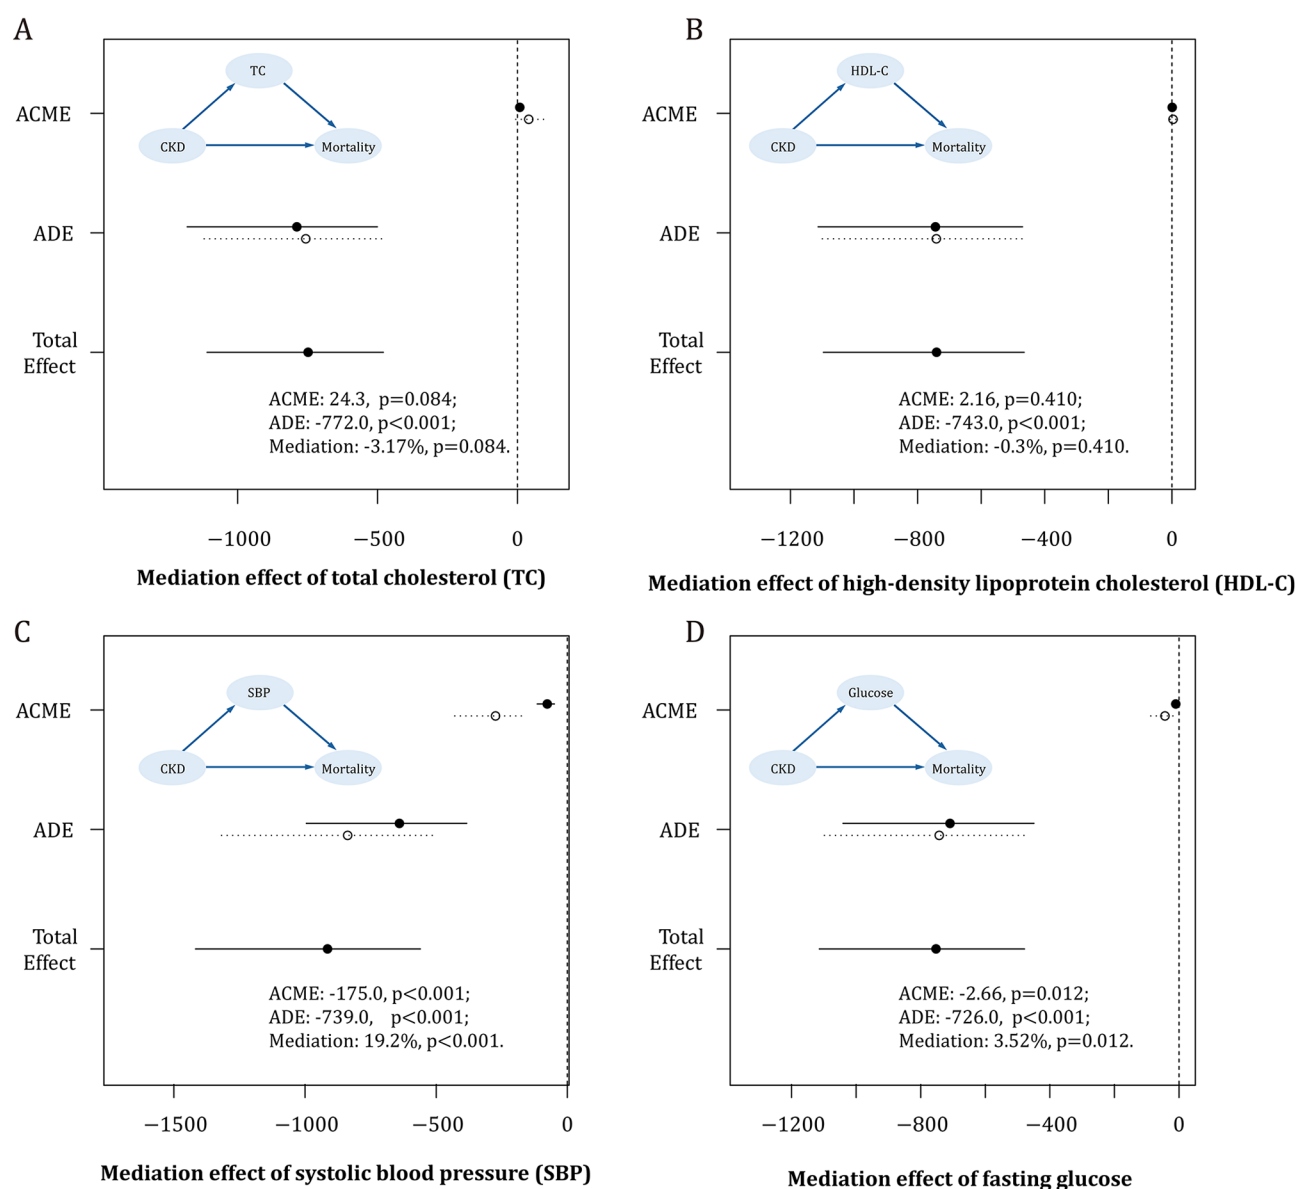 A
TC
ACME
CKD
Mortality
ADE
Total
Effect
ACME: 24.3, p=0.084;
ADE: -772.0, p<0.001;
Mediation: -3.17%, p=0.084.
−1000
−500
0
Mediation effect of total cholesterol (TC)
B
HDL-C
ACME
CKD
Mortality
ADE
Total
Effect
ACME: 2.16, p=0.410;
ADE: -743.0, p<0.001;
Mediation: -0.3%, p=0.410.
−1200
−800
−400
0
Mediation effect of high-density lipoprotein cholesterol (HDL-C)
C
SBP
ACME
CKD
Mortality
ADE
Total
Effect
ACME: -175.0, p<0.001;
ADE: -739.0, p<0.001;
Mediation: 19.2%, p<0.001.
−1500
−1000
−500
0
Mediation effect of systolic blood pressure (SBP)
D
Glucose
ACME
CKD
Mortality
ADE
Total
Effect
ACME: -2.66, p=0.012;
ADE: -726.0, p<0.001;
Mediation: 3.52%, p=0.012.
−1200
−800
−400
0
Mediation effect of fasting glucose